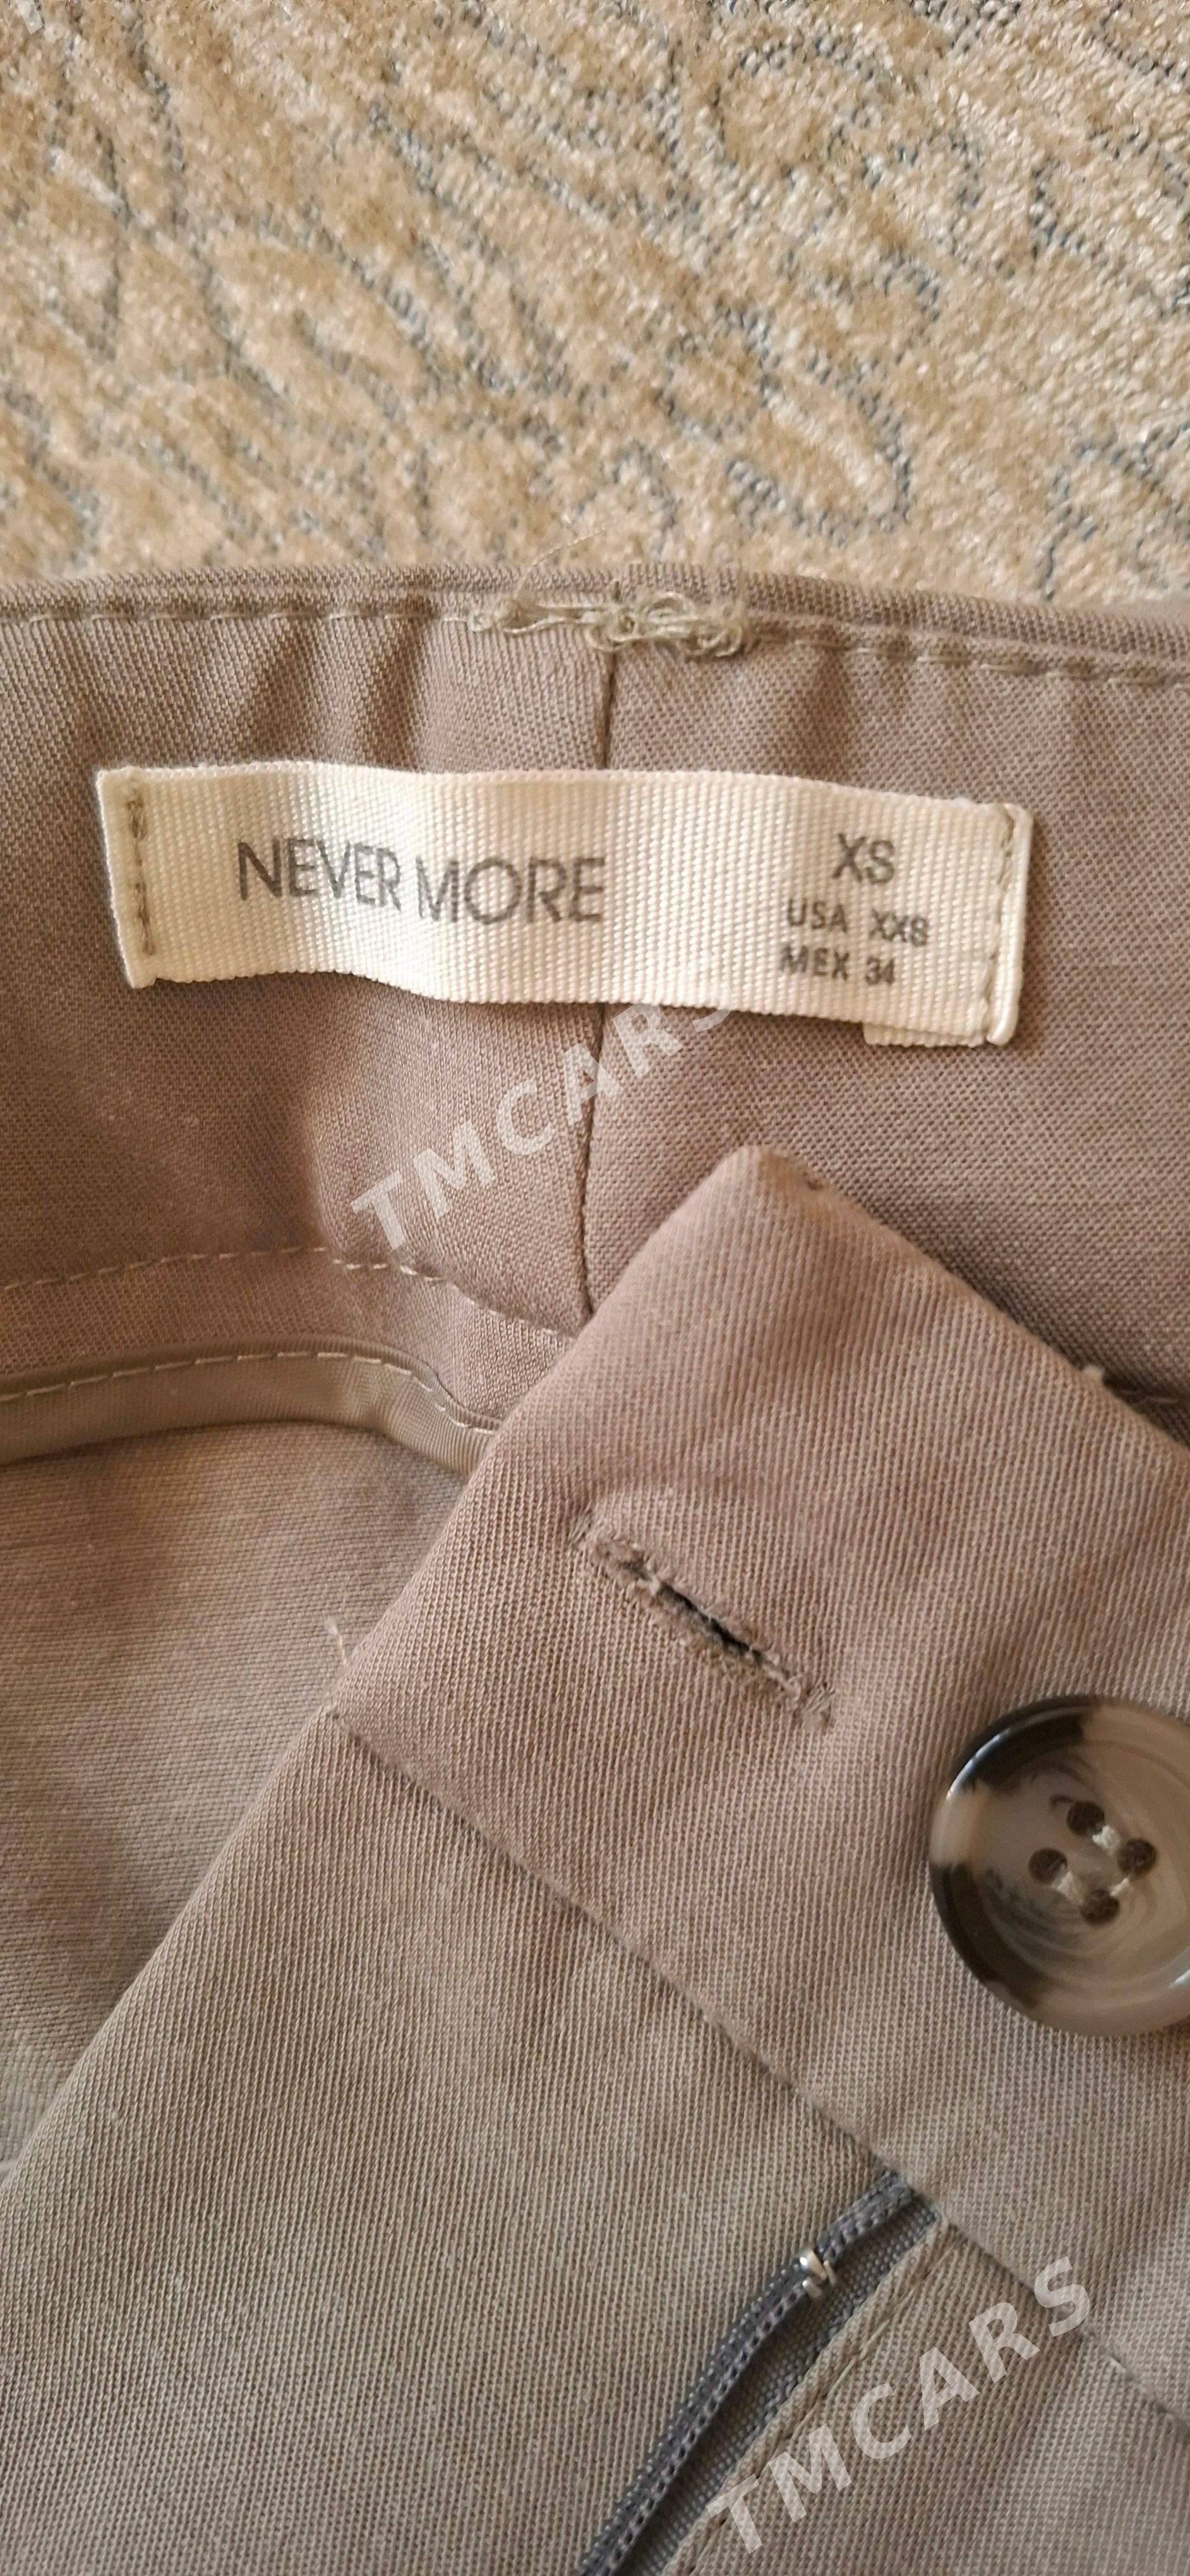 NEVER MORE
XS
USA XXS
MEX 34
TMCARS
TMCARS